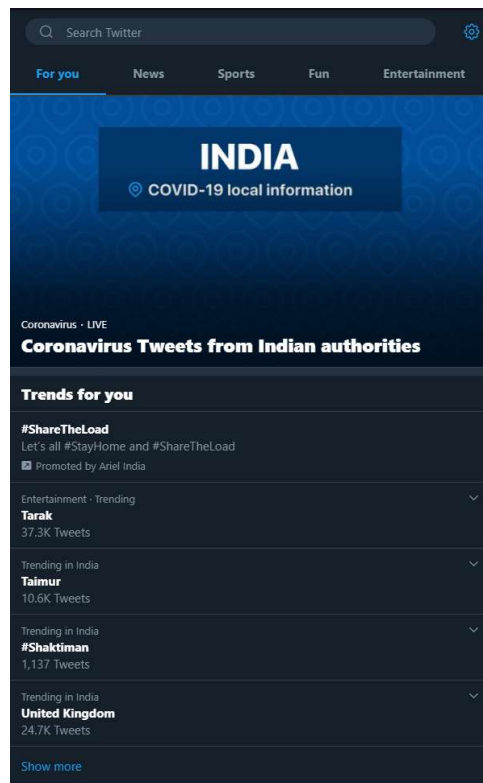 Search Twitter
For you News Sports Fun Entertainment
INDIA
COVID-19 local information
Coronavirus · LIVE
Coronavirus Tweets from Indian authorities
Trends for you
#ShareTheLoad
Let's all #StayHome and #ShareTheLoad
Promoted by Ariel India
Entertainment · Trending
Tarak
37.3K Tweets
Trending in India
Taimur
10.6K Tweets
Trending in India
#Shaktiman
1,137 Tweets
Trending in India
United Kingdom
24.7K Tweets
Show more